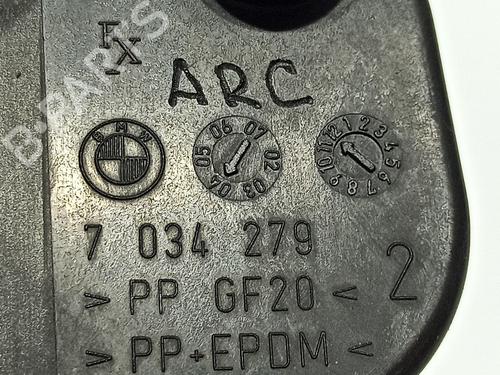 FX
ARC
BMW
05 06 07 02 03 04
10 11 12 1 2 3 4 5 6 7 8 9
7 034 279
> PP GF20 <
2
> PP+EPDM <
B-PARTS